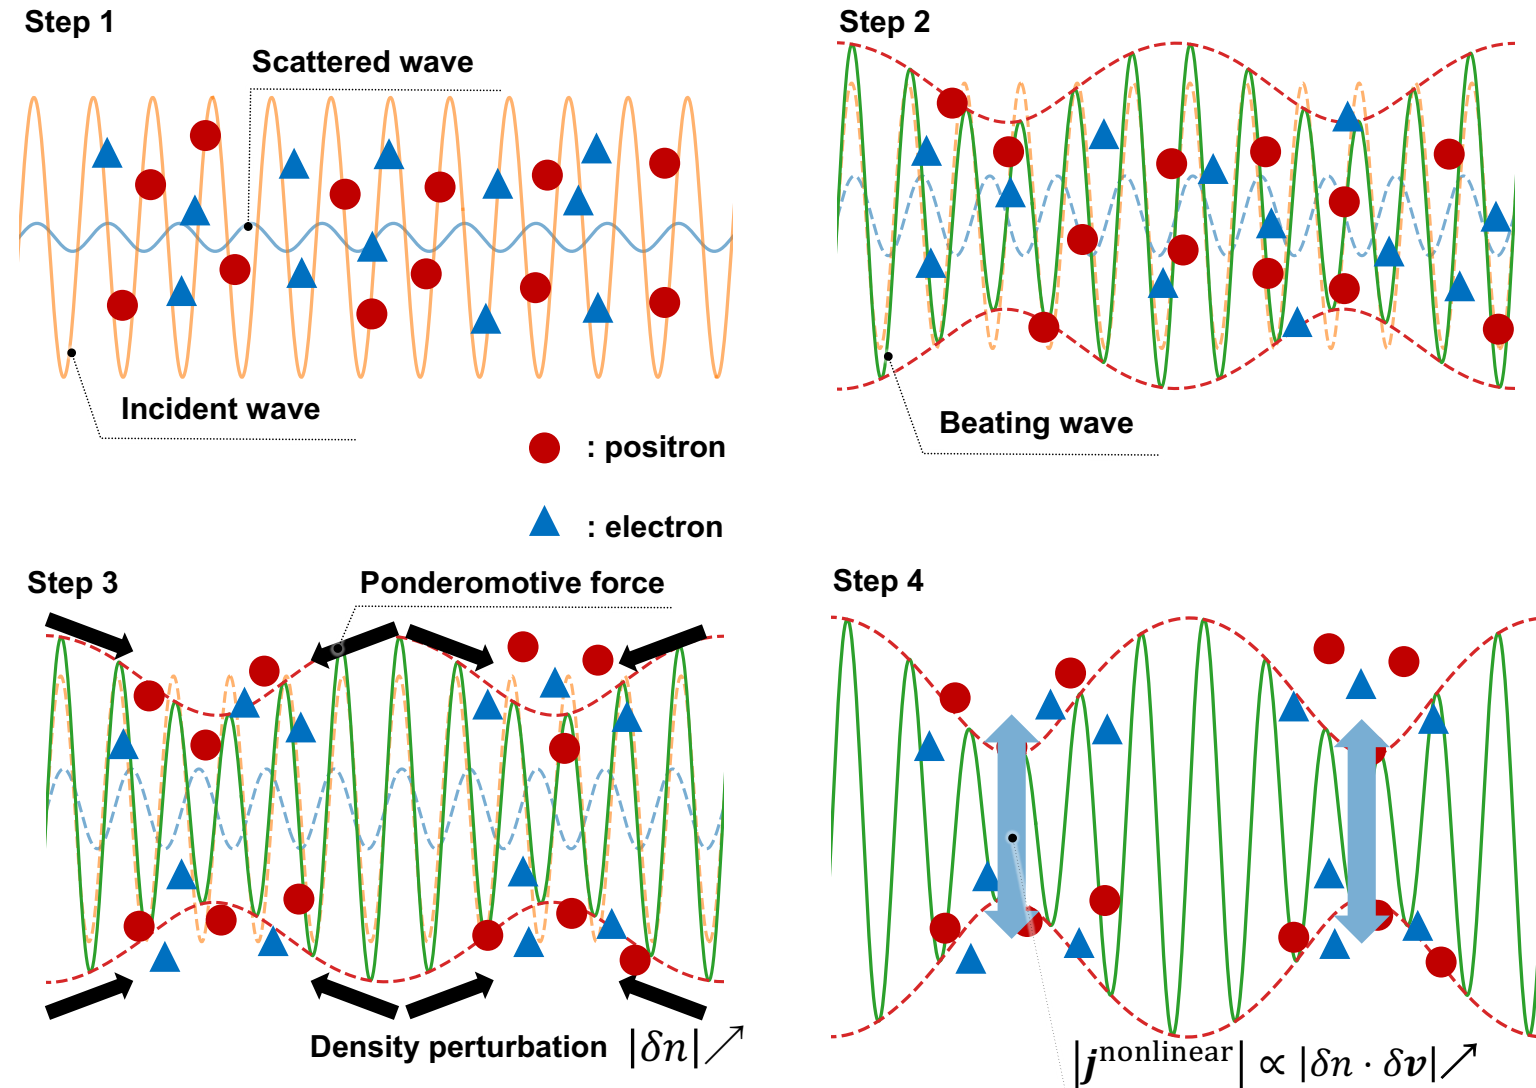 Step 1
Scattered wave
Incident wave
: positron
: electron
Step 2
Beating wave
Step 3
Ponderomotive force
Density perturbation |δn|↗
Step 4
|j^nonlinear| ∝ |δn · δv|↗